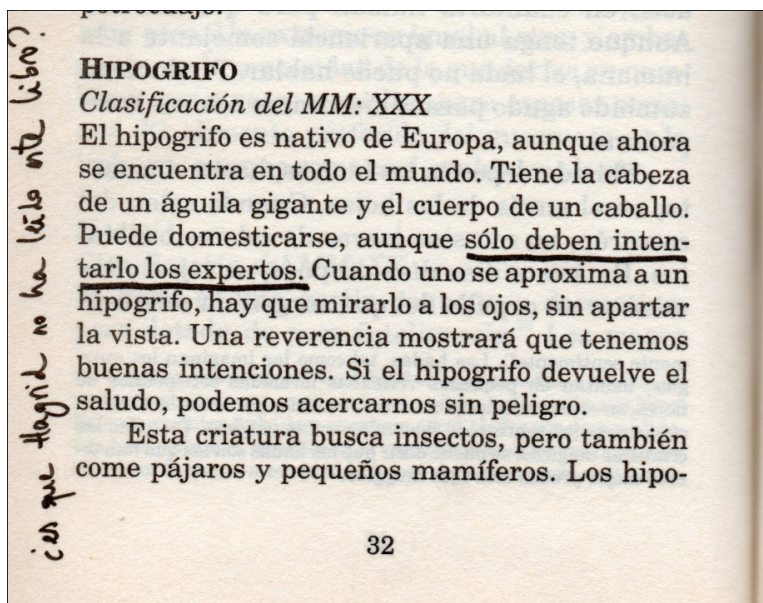 HIPOGRIFO
Clasificación del MM: XXX
El hipogrifo es nativo de Europa, aunque ahora
se encuentra en todo el mundo. Tiene la cabeza
de un águila gigante y el cuerpo de un caballo.
Puede domesticarse, aunque sólo deben inten-
tarlo los expertos. Cuando uno se aproxima a un
hipogrifo, hay que mirarlo a los ojos, sin apartar
la vista. Una reverencia mostrará que tenemos
buenas intenciones. Si el hipogrifo devuelve el
saludo, podemos acercarnos sin peligro.
Esta criatura busca insectos, pero también
come pájaros y pequeños mamíferos. Los hipo-
32
¿es que Hagrid no ha leído este libro?